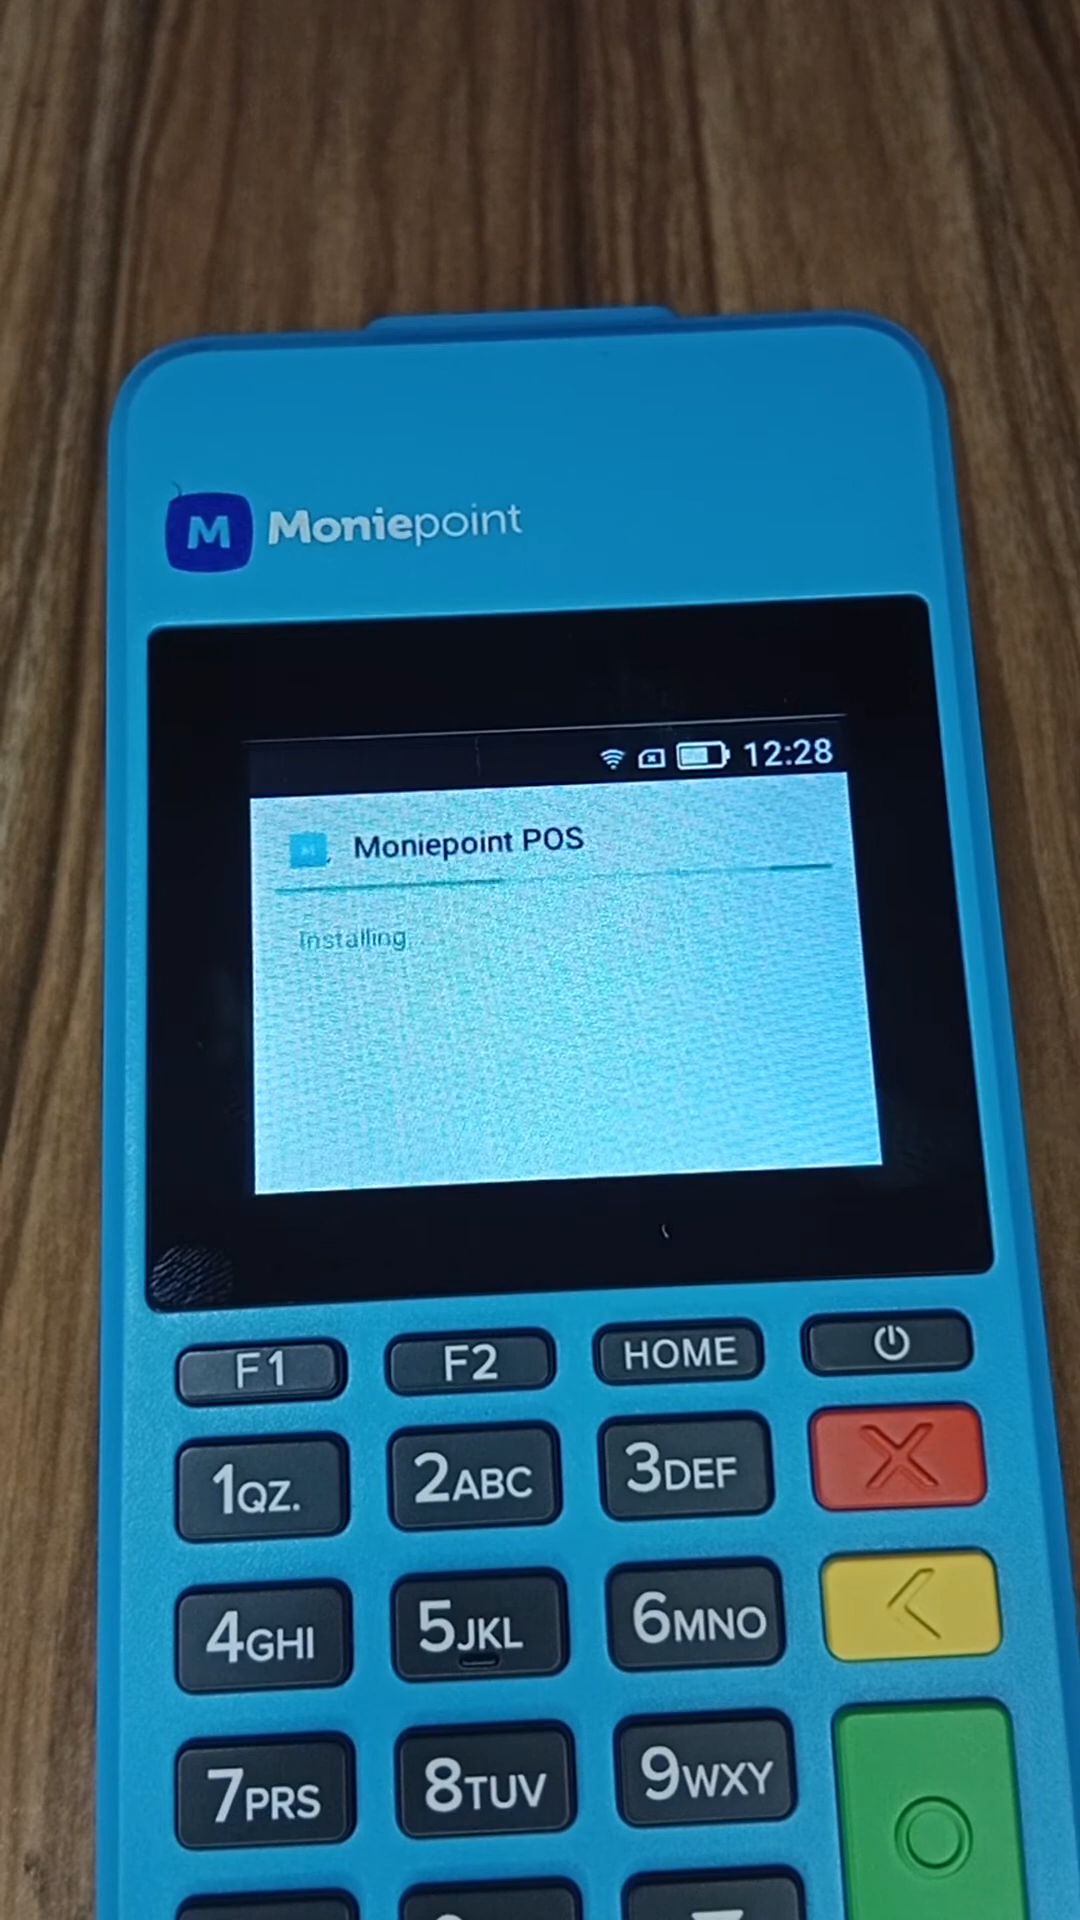 M Moniepoint
12:28
Moniepoint POS
Installing
F1 F2 HOME
1QZ. 2ABC 3DEF
4GHI 5JKL 6MNO
7PRS 8TUV 9WXY